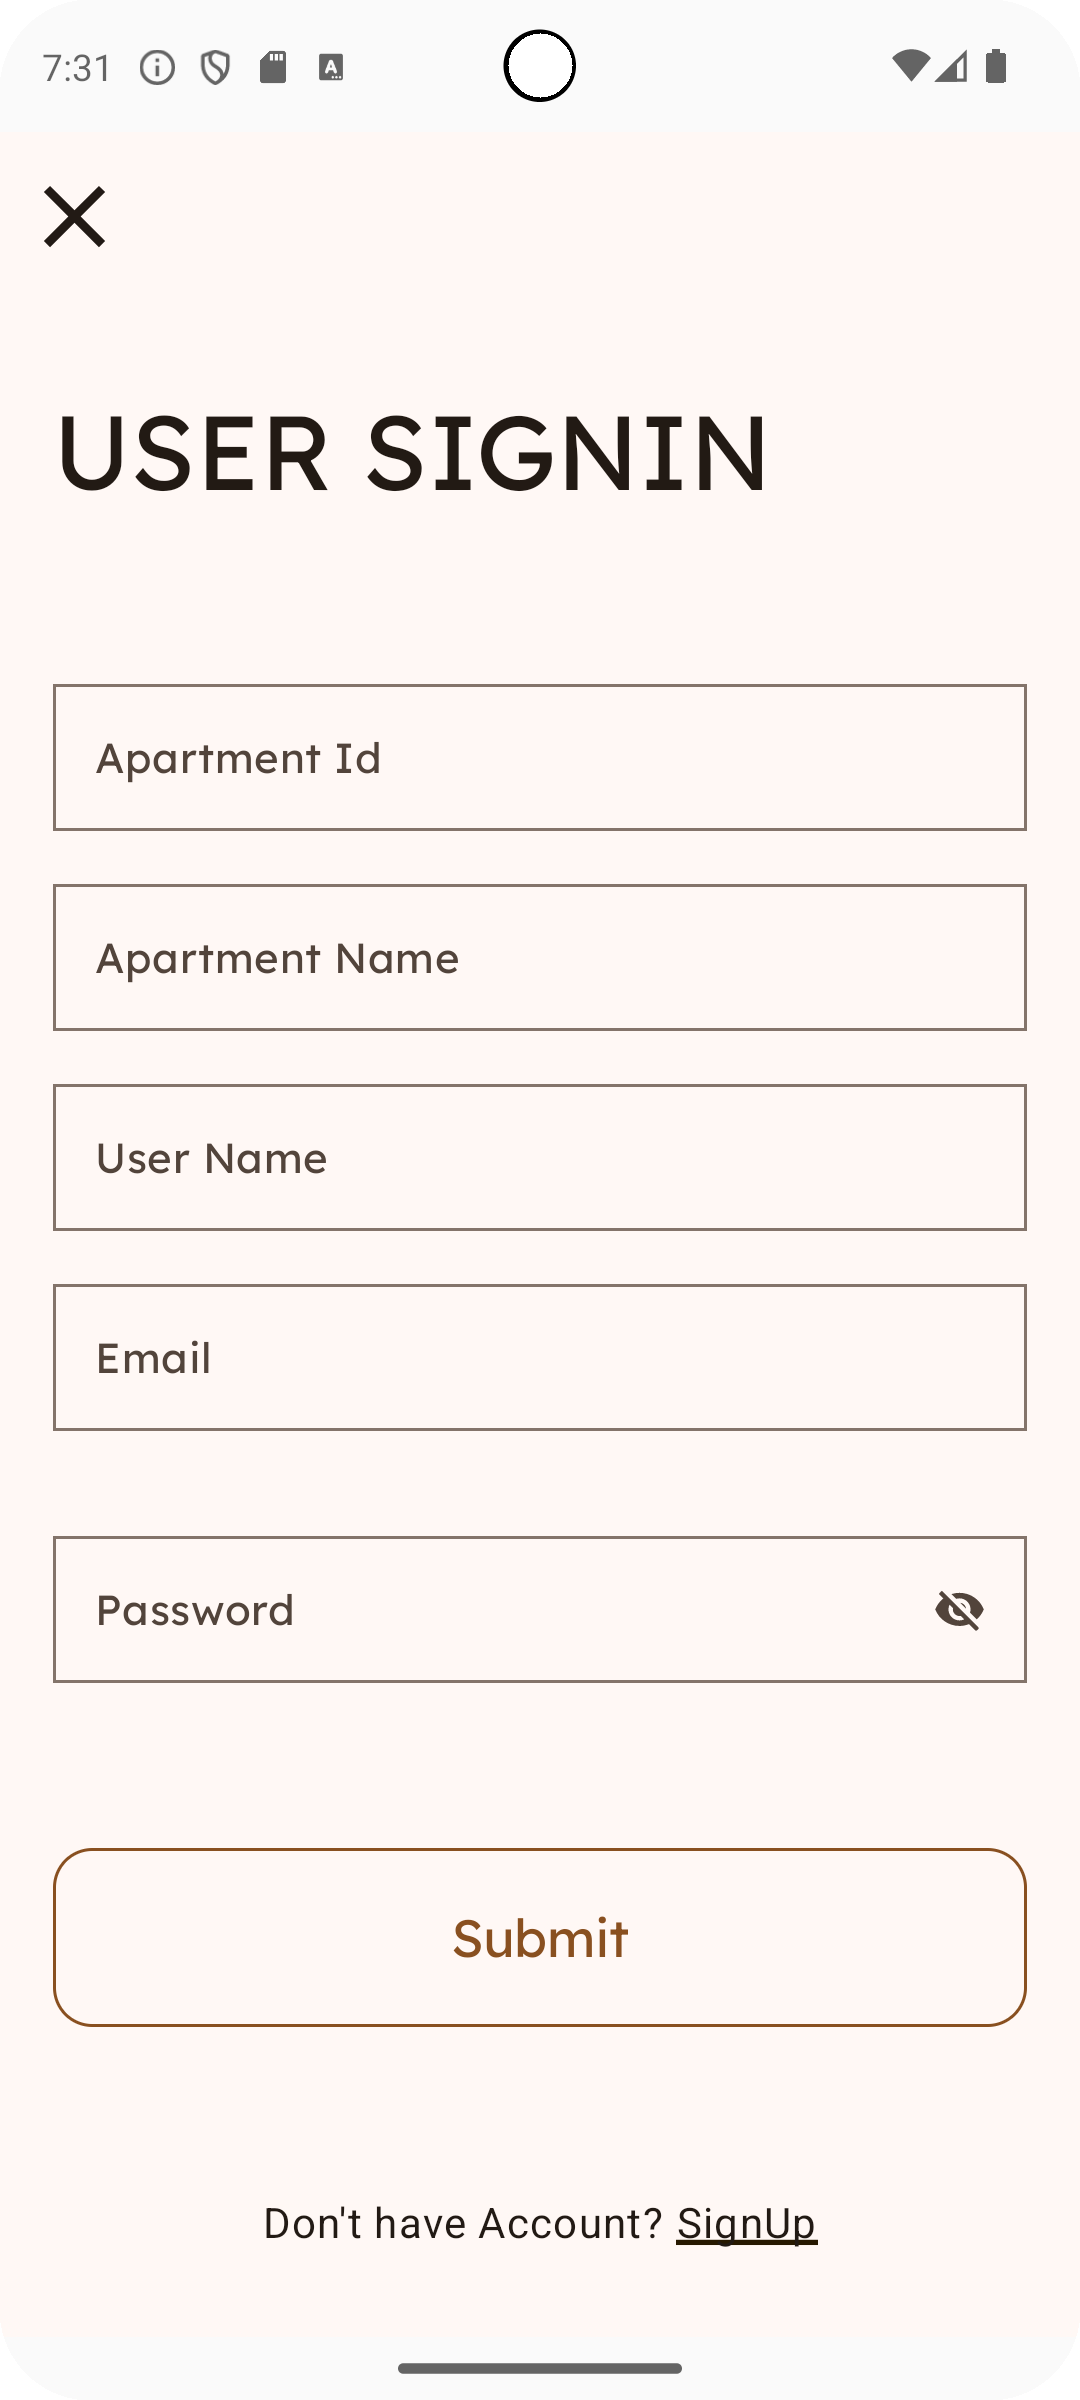 7:31
USER SIGNIN
Apartment Id
Apartment Name
User Name
Email
Password
Submit
Don't have Account? SignUp